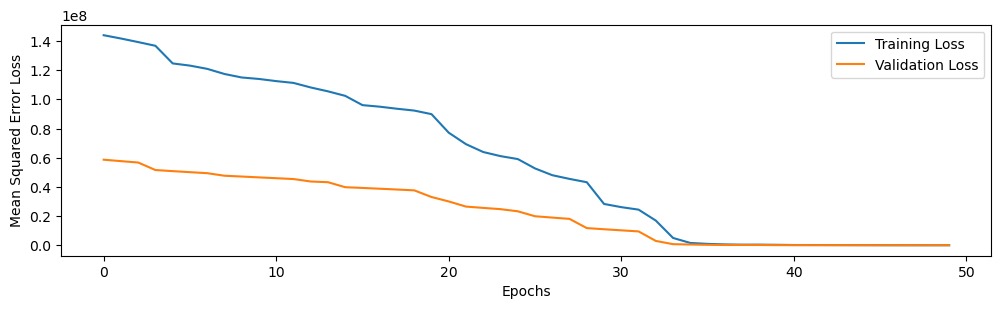 1e8
1.4
1.2
1.0
0.8
0.6
0.4
0.2
0.0
Mean Squared Error Loss
Training Loss
Validation Loss
0 10 20 30 40 50
Epochs